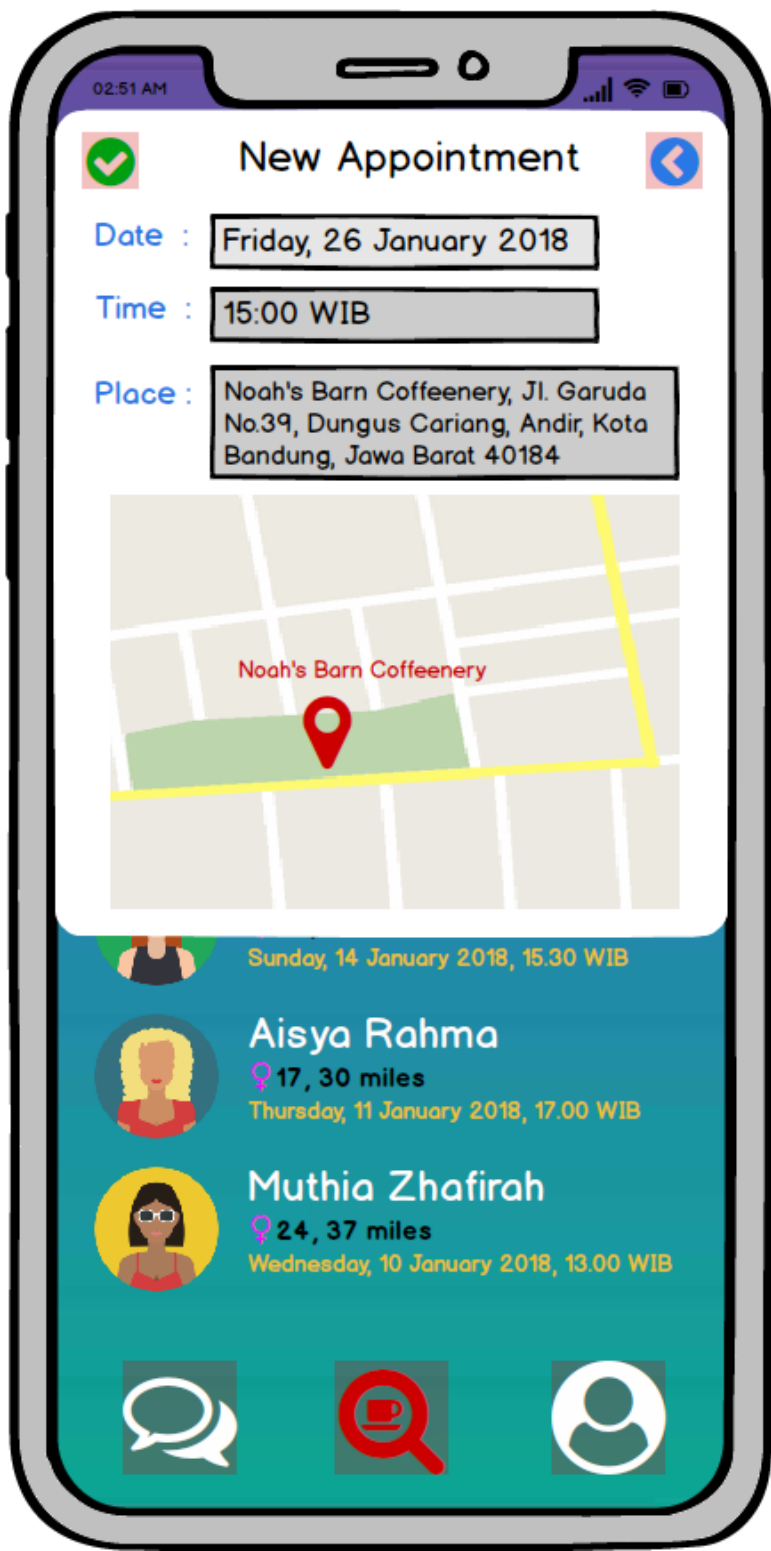 02:51 AM
New Appointment
Date :
Friday, 26 January 2018
Time :
15:00 WIB
Place :
Noah's Barn Coffeenery, Jl. Garuda
No.39, Dungus Cariang, Andir, Kota
Bandung, Jawa Barat 40184
Noah's Barn Coffeenery
Sunday, 14 January 2018, 15.30 WIB
Aisya Rahma
17, 30 miles
Thursday, 11 January 2018, 17.00 WIB
Muthia Zhafirah
24, 37 miles
Wednesday, 10 January 2018, 13.00 WIB